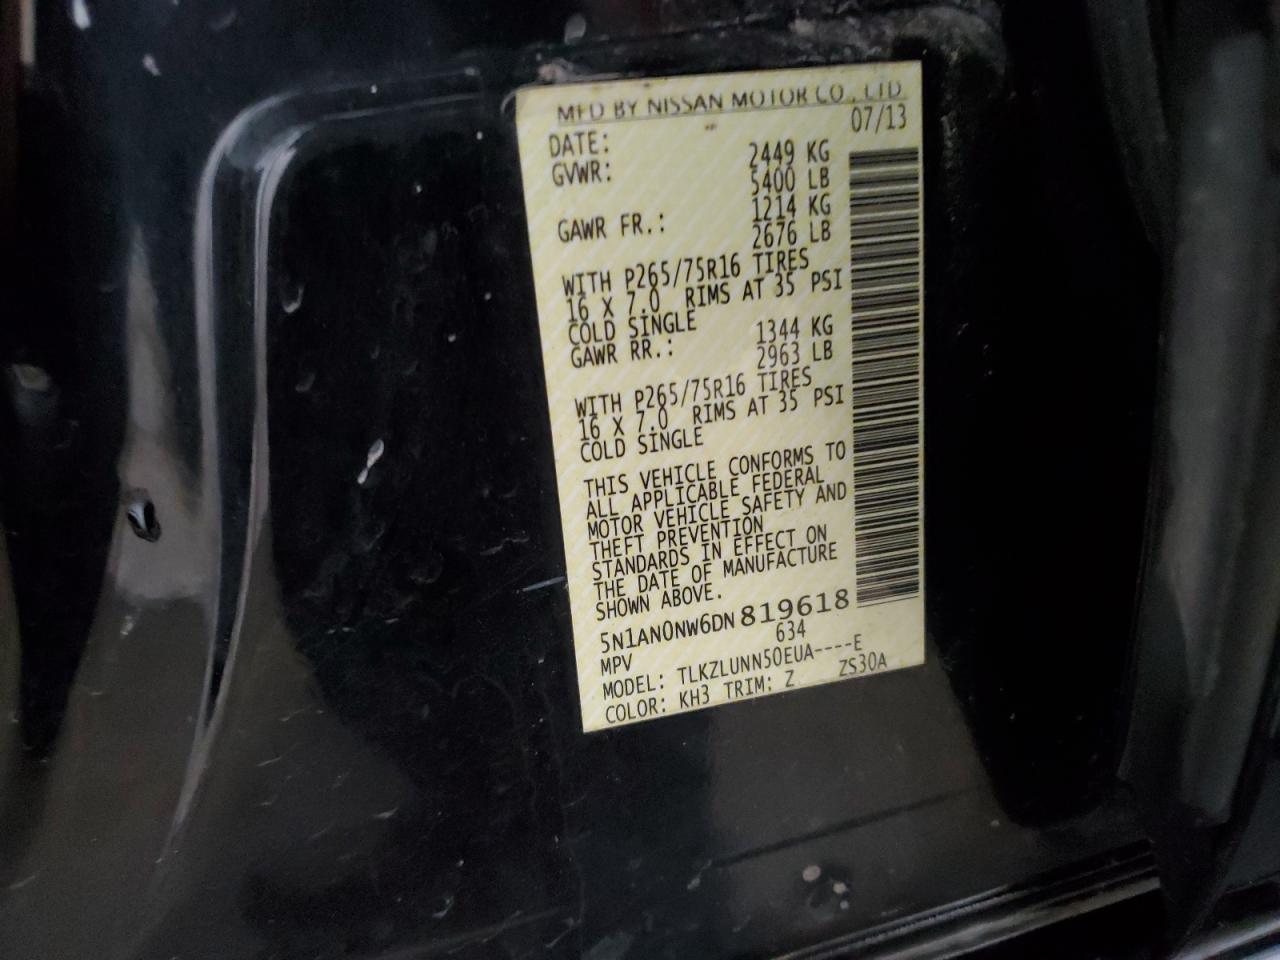 MFD BY NISSAN MOTOR CO., LTD
DATE: 07/13
GVWR: 2449 KG
5400 LB
GAWR FR.: 1214 KG
2676 LB
WITH P265/75R16 TIRES
16 X 7.0 RIMS AT 35 PSI
COLD SINGLE
GAWR RR.: 1344 KG
2963 LB
WITH P265/75R16 TIRES
16 X 7.0 RIMS AT 35 PSI
COLD SINGLE
THIS VEHICLE CONFORMS TO
ALL APPLICABLE FEDERAL
MOTOR VEHICLE SAFETY AND
THEFT PREVENTION
STANDARDS IN EFFECT ON
THE DATE OF MANUFACTURE
SHOWN ABOVE.
5N1AN0NW6DN819618
MPV 634
MODEL: TLKZLUNN50EUA----E
COLOR: KH3 TRIM: Z ZS30A